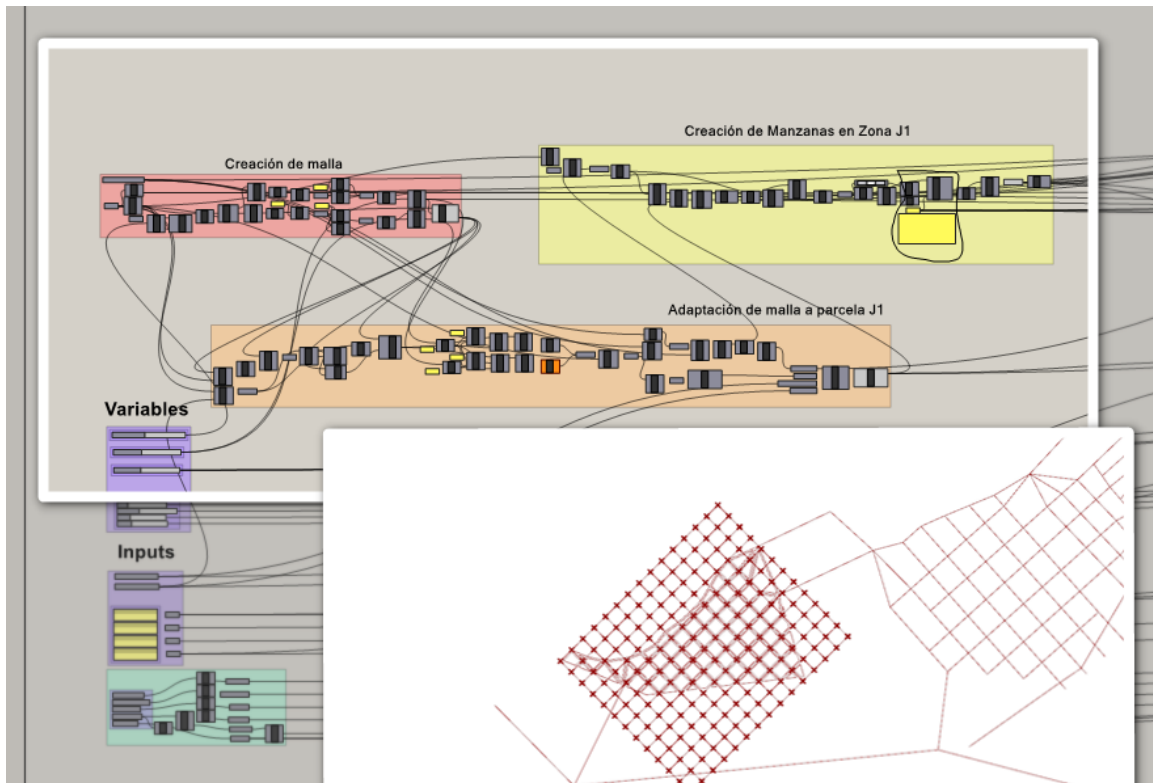 Creación de Manzanas en Zona J1
Creación de malla
Adaptación de malla a parcela J1
Variables
Inputs